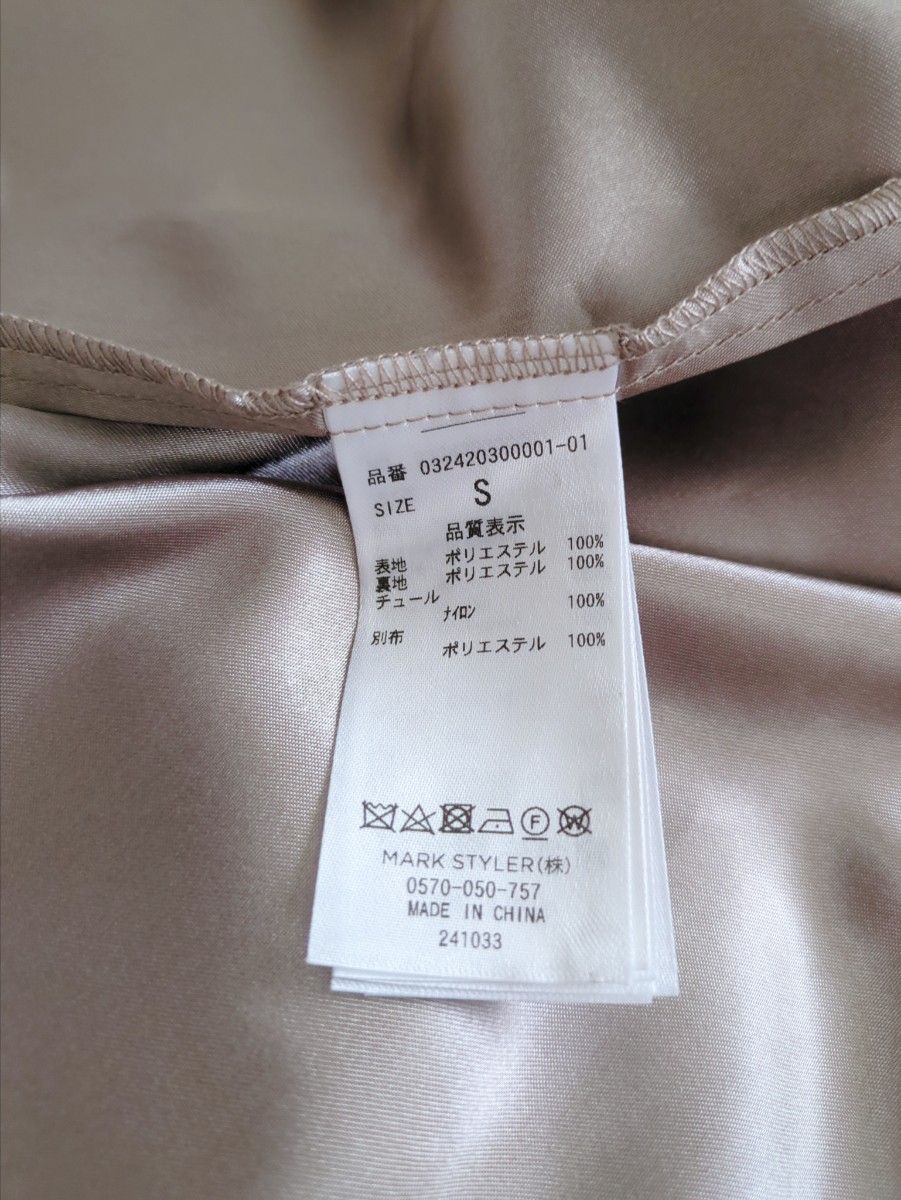 品番 032420300001-01
SIZE S
品質表示
表地 ポリエステル 100%
裏地 ポリエステル 100%
チュール
ナイロン 100%
別布
ポリエステル 100%
F W
MARK STYLER(株)
0570-050-757
MADE IN CHINA
241033